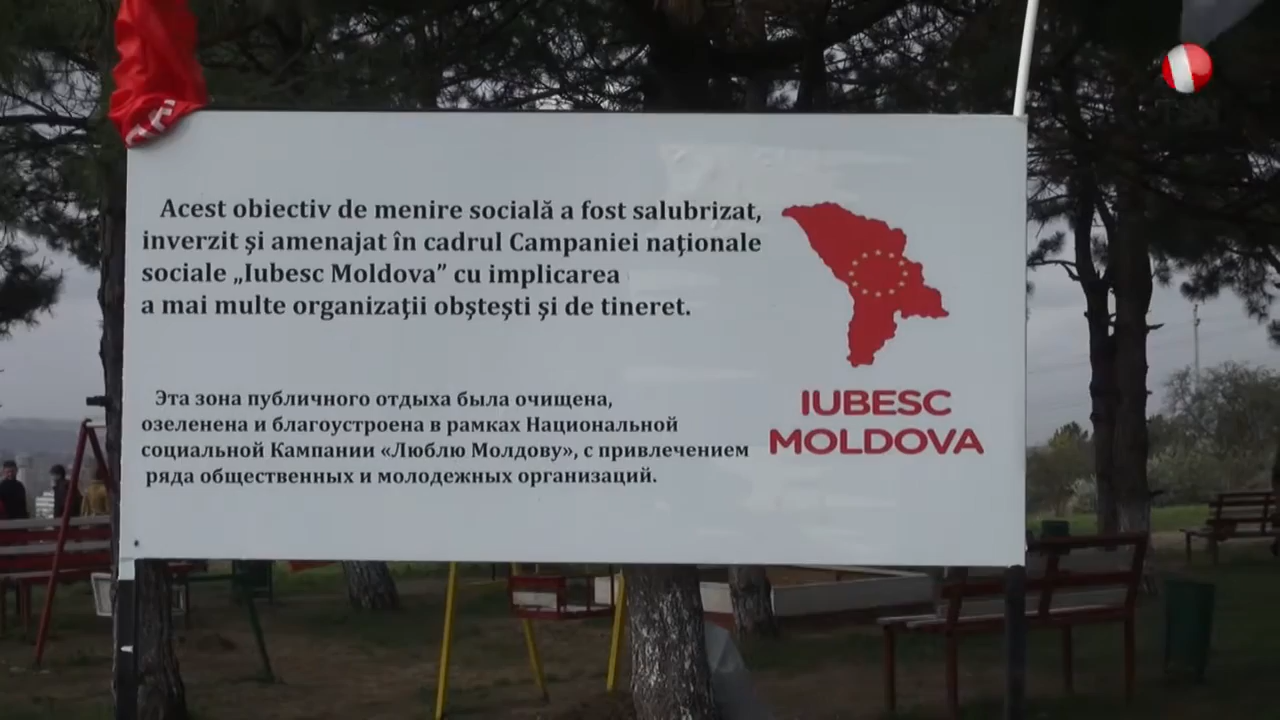 Acest obiectiv de menire socială a fost salubrizat,
inverzit şi amenajat în cadrul Campaniei naţionale
sociale „Iubesc Moldova” cu implicarea
a mai multe organizaţii obşteşti şi de tineret.
Эта зона публичного отдыха была очищена,
озеленена и благоустроена в рамках Национальной
социальной Кампании «Люблю Молдову», с привлечением
ряда общественных и молодежных организаций.
IUBESC
MOLDOVA